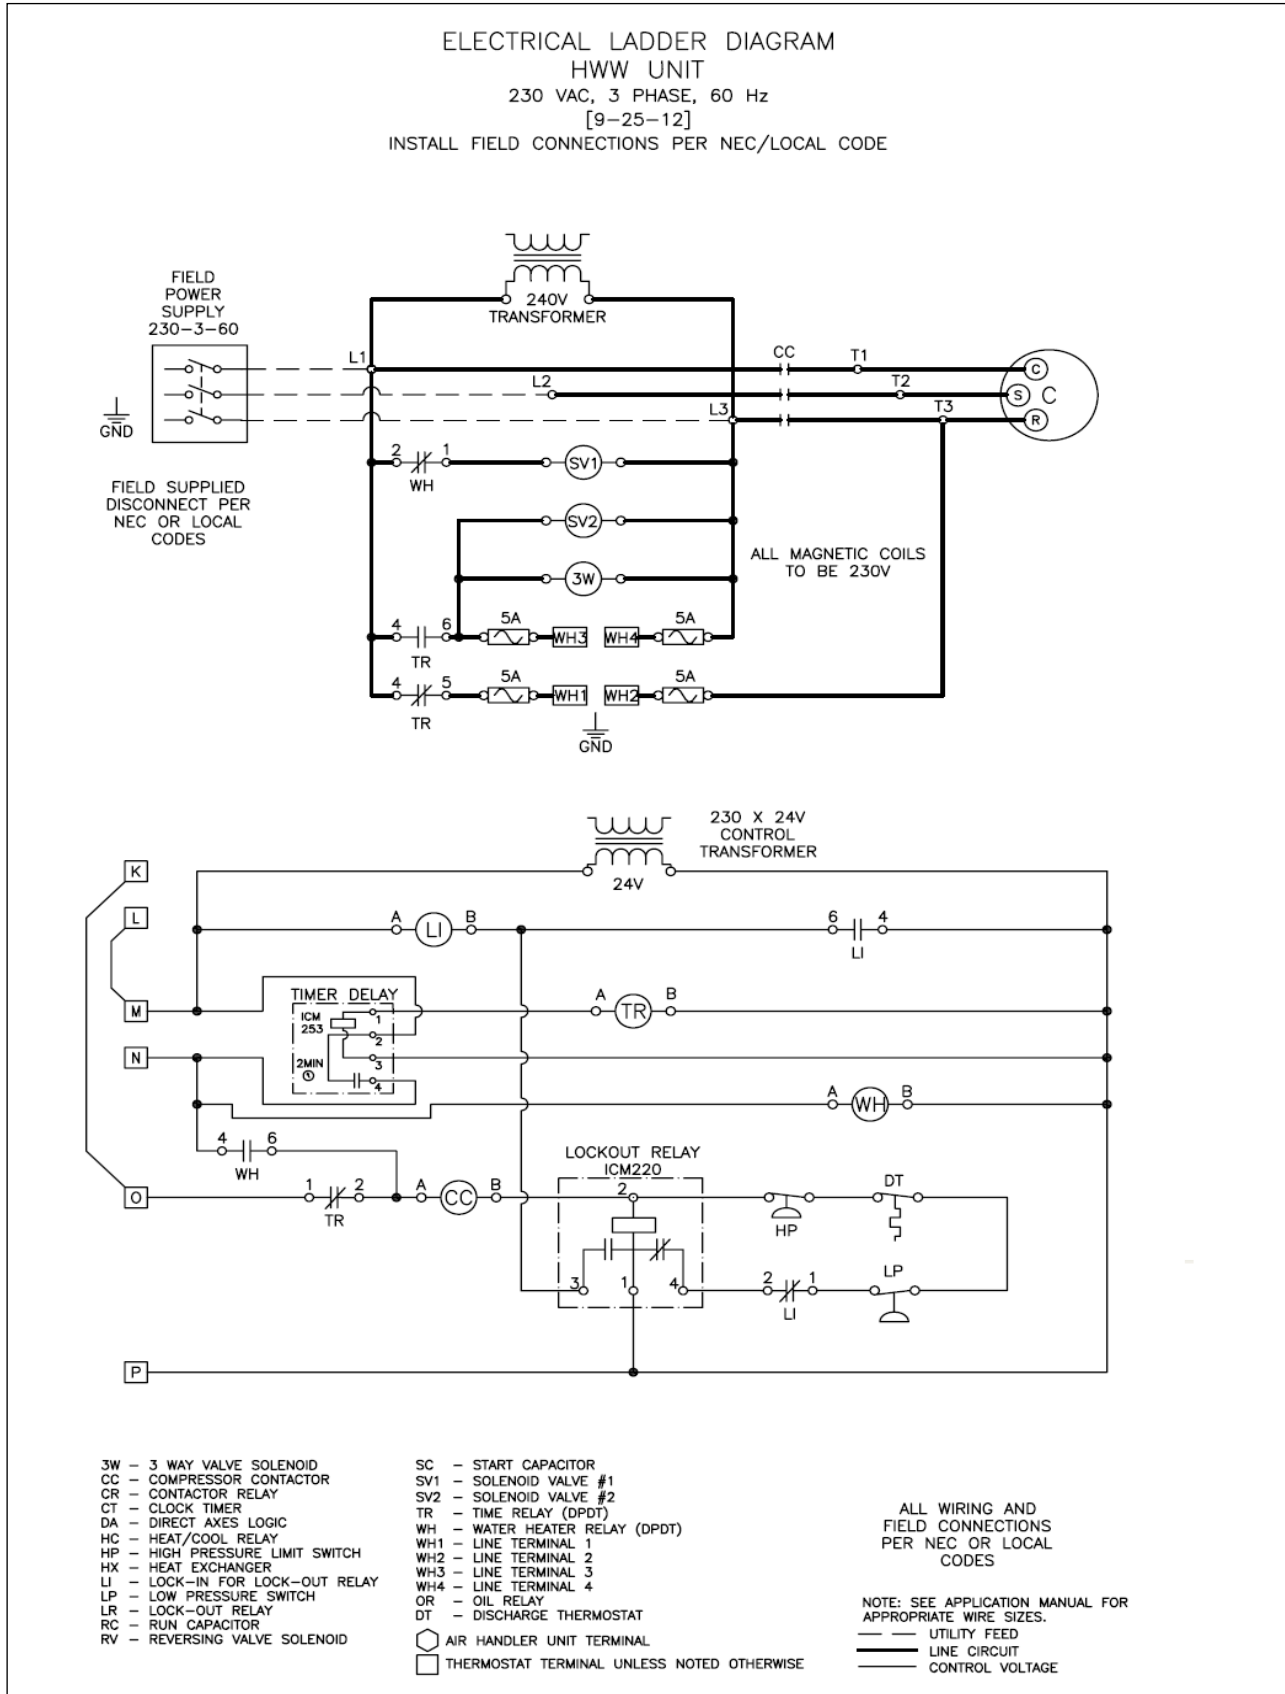 ELECTRICAL LADDER DIAGRAM
HWW UNIT
230 VAC, 3 PHASE, 60 Hz
[9-25-12]
INSTALL FIELD CONNECTIONS PER NEC/LOCAL CODE
FIELD
POWER
SUPPLY
230-3-60
240V
TRANSFORMER
L1
CC
T1
C
L2
T2
S
C
L3
T3
R
GND
2
1
WH
SV1
FIELD SUPPLIED
DISCONNECT PER
NEC OR LOCAL
CODES
SV2
3W
ALL MAGNETIC COILS
TO BE 230V
4
6
TR
5A
WH3
WH4
5A
4
5
TR
5A
WH1
WH2
5A
GND
230 X 24V
CONTROL
TRANSFORMER
24V
K
L
A
LI
B
6
4
LI
M
TIMER DELAY
ICM
253
1
2
2MIN
3
4
A
TR
B
N
A
WH
B
4
6
WH
LOCKOUT RELAY
ICM220
O
1
2
TR
A
CC
B
2
HP
DT
3
1
4
2
1
LI
LP
P
3W - 3 WAY VALVE SOLENOID
CC - COMPRESSOR CONTACTOR
CR - CONTACTOR RELAY
CT - CLOCK TIMER
DA - DIRECT AXES LOGIC
HC - HEAT/COOL RELAY
HP - HIGH PRESSURE LIMIT SWITCH
HX - HEAT EXCHANGER
LI - LOCK-IN FOR LOCK-OUT RELAY
LP - LOW PRESSURE SWITCH
LR - LOCK-OUT RELAY
RC - RUN CAPACITOR
RV - REVERSING VALVE SOLENOID
SC - START CAPACITOR
SV1 - SOLENOID VALVE #1
SV2 - SOLENOID VALVE #2
TR - TIME RELAY (DPDT)
WH - WATER HEATER RELAY (DPDT)
WH1 - LINE TERMINAL 1
WH2 - LINE TERMINAL 2
WH3 - LINE TERMINAL 3
WH4 - LINE TERMINAL 4
OR - OIL RELAY
DT - DISCHARGE THERMOSTAT
AIR HANDLER UNIT TERMINAL
THERMOSTAT TERMINAL UNLESS NOTED OTHERWISE
ALL WIRING AND
FIELD CONNECTIONS
PER NEC OR LOCAL
CODES
NOTE: SEE APPLICATION MANUAL FOR
APPROPRIATE WIRE SIZES.
UTILITY FEED
LINE CIRCUIT
CONTROL VOLTAGE